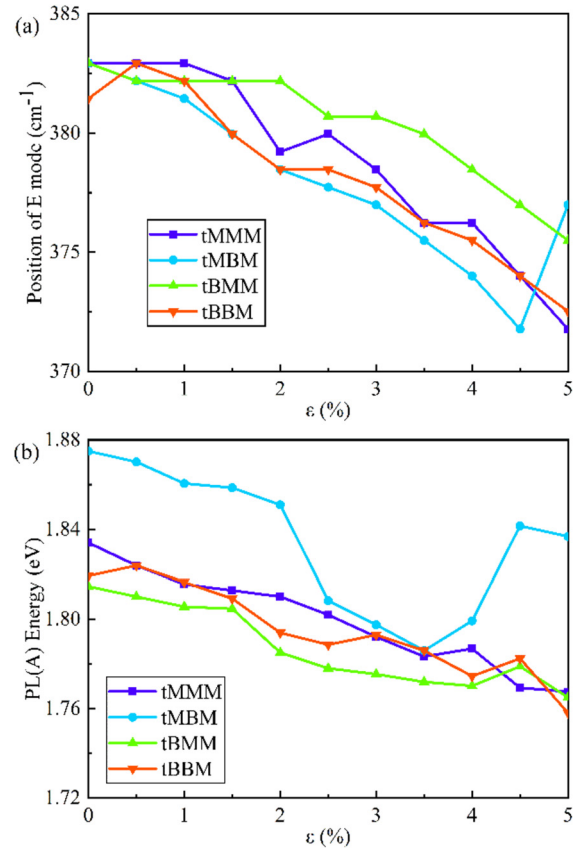 (a)
Position of E mode (cm⁻¹)
385
380
375
370
tMMM
tMBM
tBMM
tBBM
0 1 2 3 4 5
ε (%)
(b)
PL(A) Energy (eV)
1.88
1.84
1.80
1.76
1.72
tMMM
tMBM
tBMM
tBBM
0 1 2 3 4 5
ε (%)